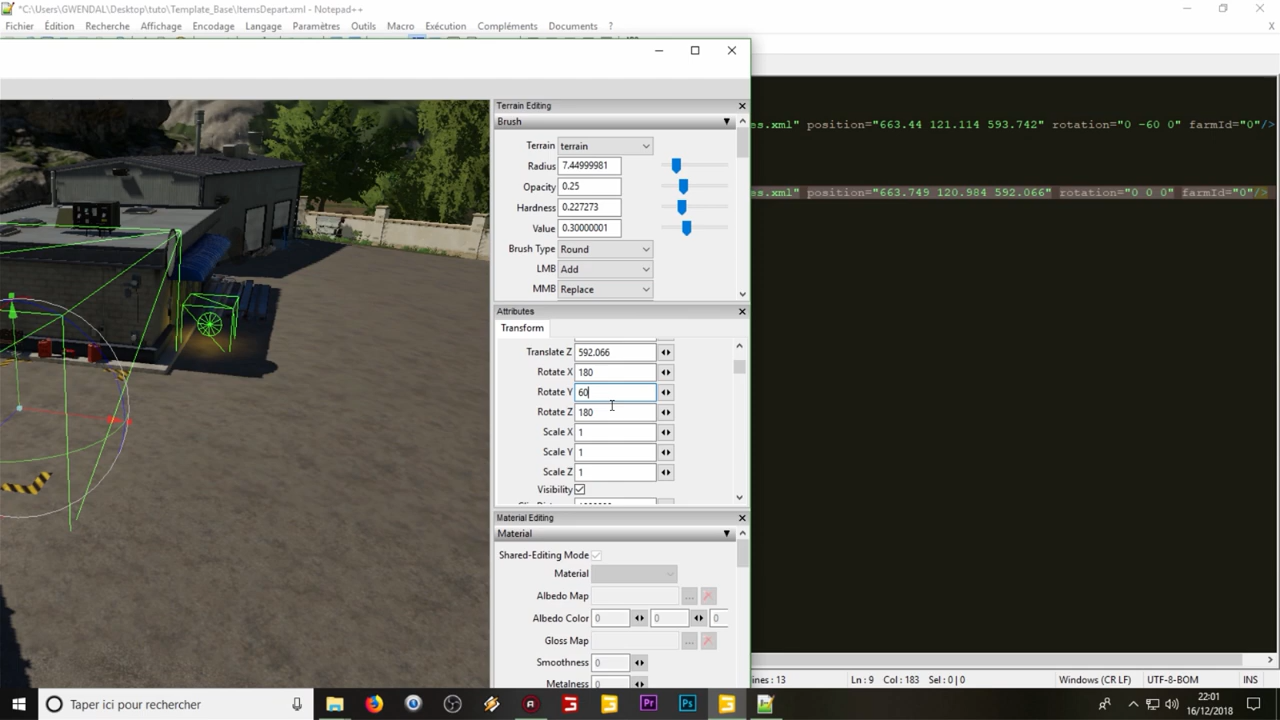 *C:\Users\GWENDAL\Desktop\tuto\Template_Base\ItemsDepart.xml - Notepad++
Fichier Édition Recherche Affichage Encodage Langage Paramètres Outils Macro Exécution Compléments Documents ?
Terrain Editing
Brush
Terrain terrain
Radius 7.44999981
Opacity 0.25
Hardness 0.227273
Value 0.30000001
Brush Type Round
LMB Add
MMB Replace
Attributes
Transform
Translate Z 592.066
Rotate X 180
Rotate Y 60
Rotate Z 180
Scale X 1
Scale Y 1
Scale Z 1
Visibility
Material Editing
Material
Shared-Editing Mode
Material
Albedo Map ...
Albedo Color 0 0 0
Gloss Map ...
Smoothness 0
Metalness 0
es.xml" position="663.44 121.114 593.742" rotation="0 -60 0" farmId="0"/>
es.xml" position="663.749 120.984 592.066" rotation="0 0 0" farmId="0"/>
ines : 13 Ln : 9 Col : 183 Sel : 0 | 0 Windows (CR LF) UTF-8-BOM INS
Taper ici pour rechercher
Pr Ps
22:01
16/12/2018